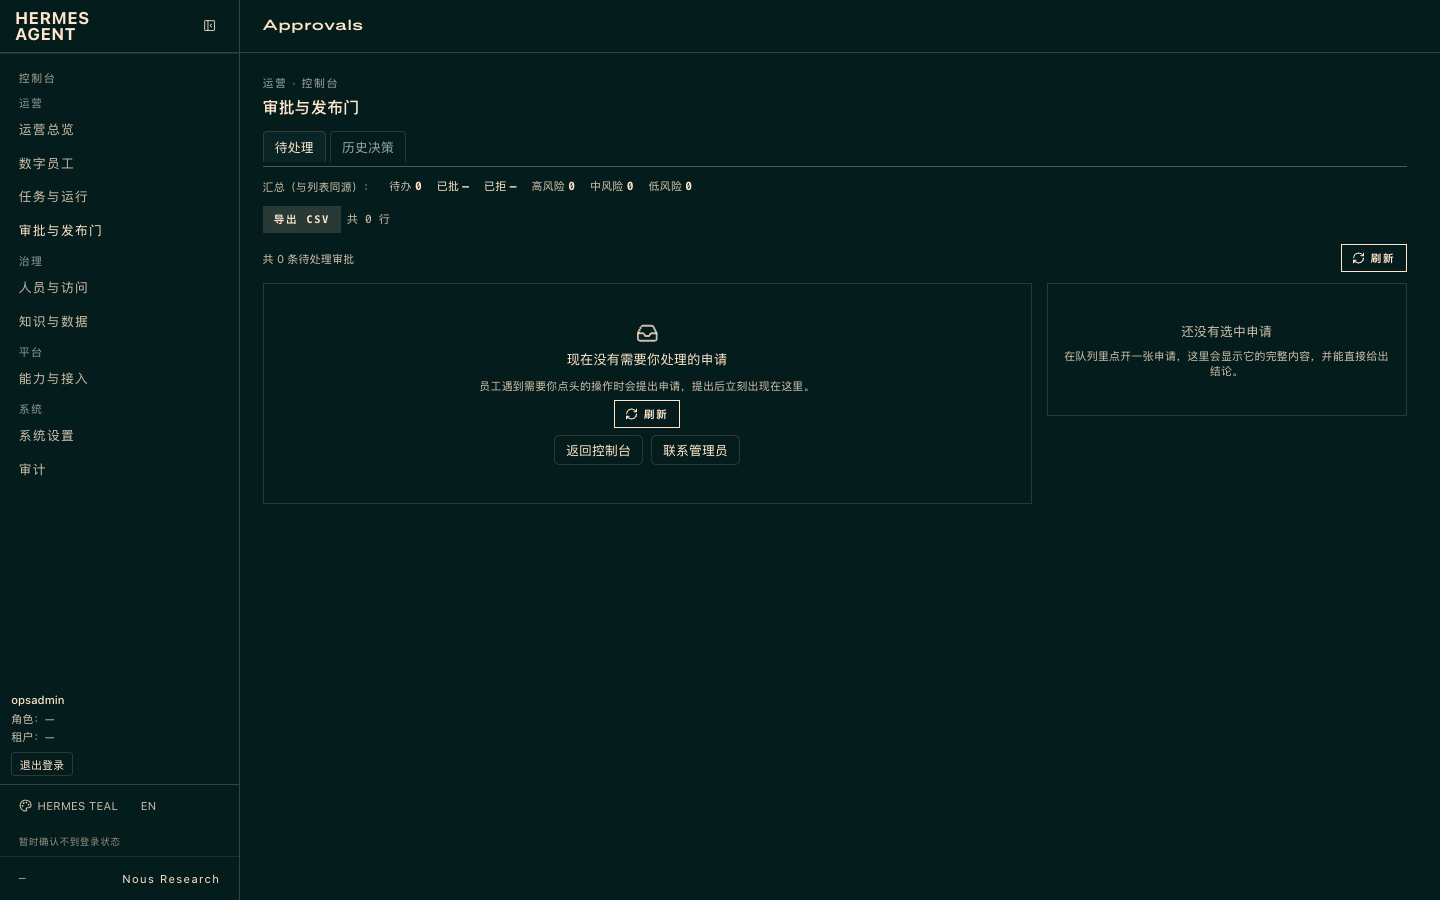 HERMES
AGENT
Approvals
控制台
运营
运营总览
数字员工
任务与运行
审批与发布门
治理
人员与访问
知识与数据
平台
能力与接入
系统
系统设置
审计
opsadmin
角色: —
租户: —
退出登录
HERMES TEAL EN
暂时确认不到登录状态
— Nous Research
运营 · 控制台
审批与发布门
待处理 历史决策
汇总（与列表同源）： 待办 0 已批 — 已拒 — 高风险 0 中风险 0 低风险 0
导出 CSV 共 0 行
共 0 条待处理审批 刷新
现在没有需要你处理的申请
员工遇到需要你点头的操作时会提出申请，提出后立刻出现在这里。
刷新
返回控制台 联系管理员
还没有选中申请
在队列里点开一张申请，这里会显示它的完整内容，并能直接给出
结论。